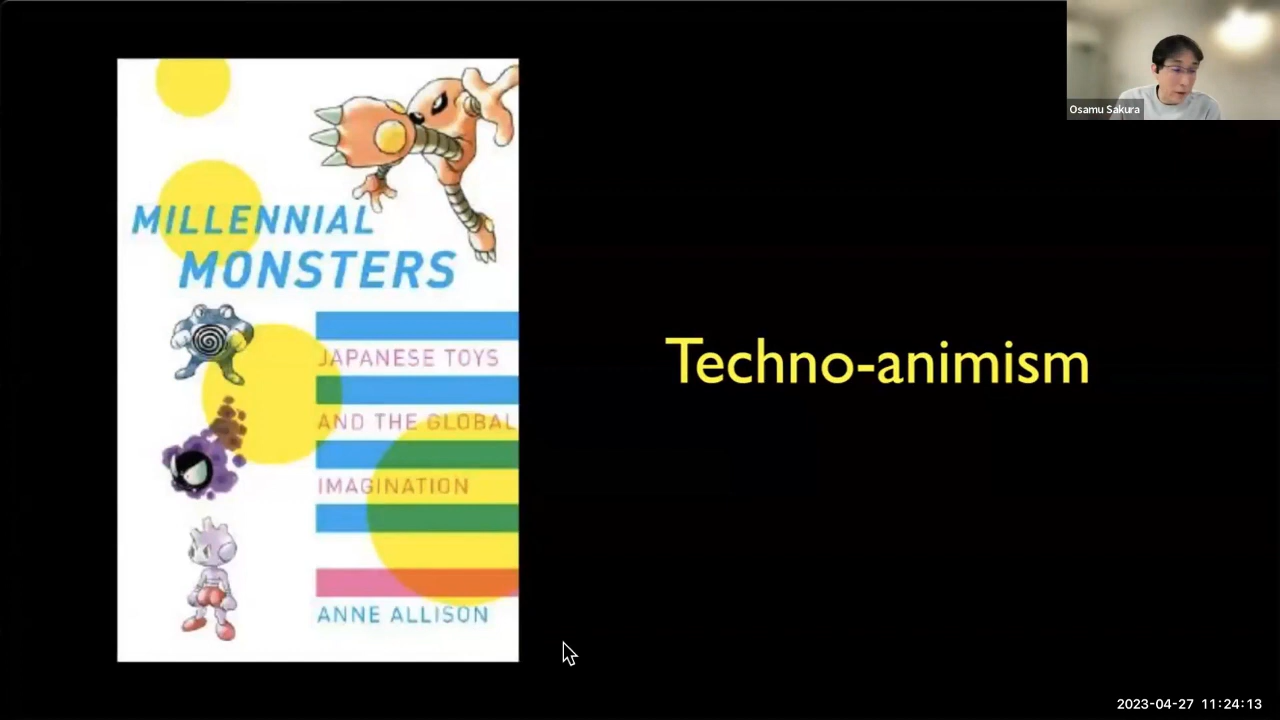 Osamu Sakura
MILLENNIAL
MONSTERS
JAPANESE TOYS
AND THE GLOBAL
IMAGINATION
ANNE ALLISON
Techno-animism
2023-04-27 11:24:13